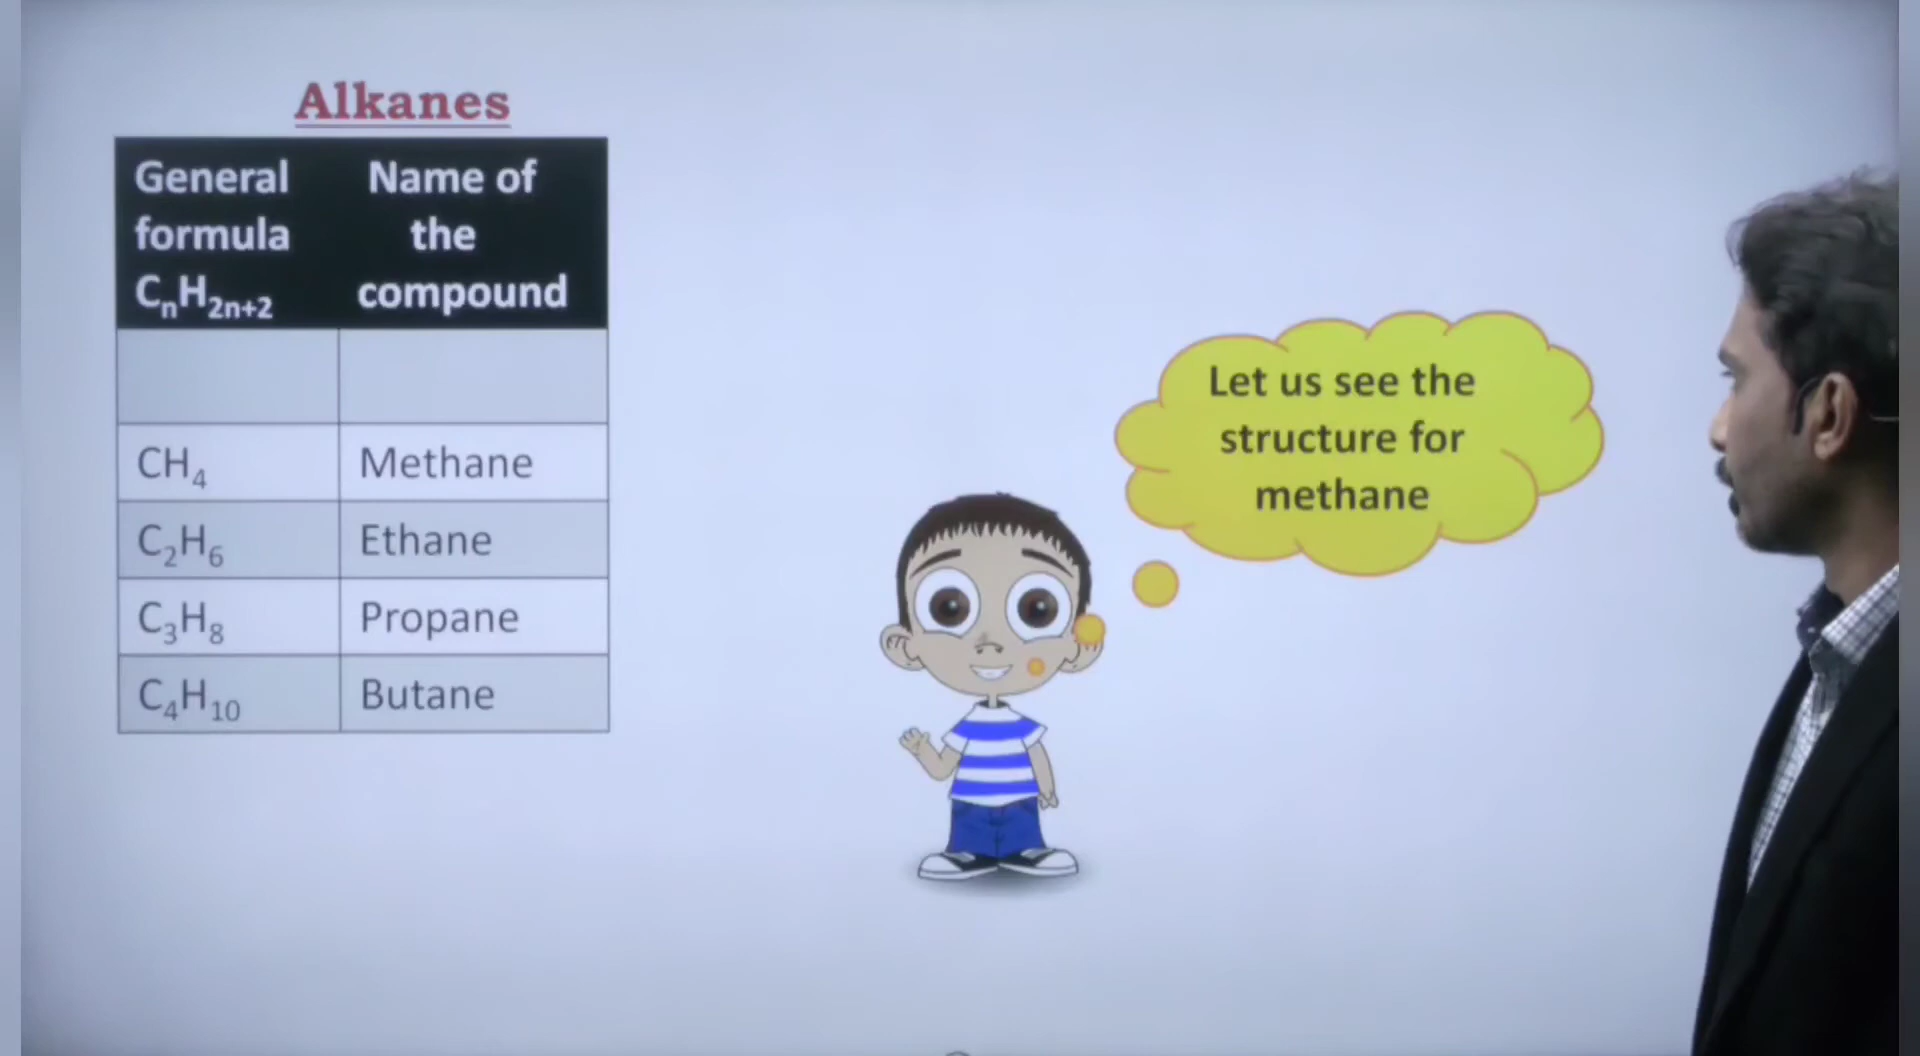 Alkanes
General
formula
CₙH₂ₙ₊₂
Name of
the
compound
CH₄
Methane
C₂H₆
Ethane
C₃H₈
Propane
C₄H₁₀
Butane
Let us see the
structure for
methane